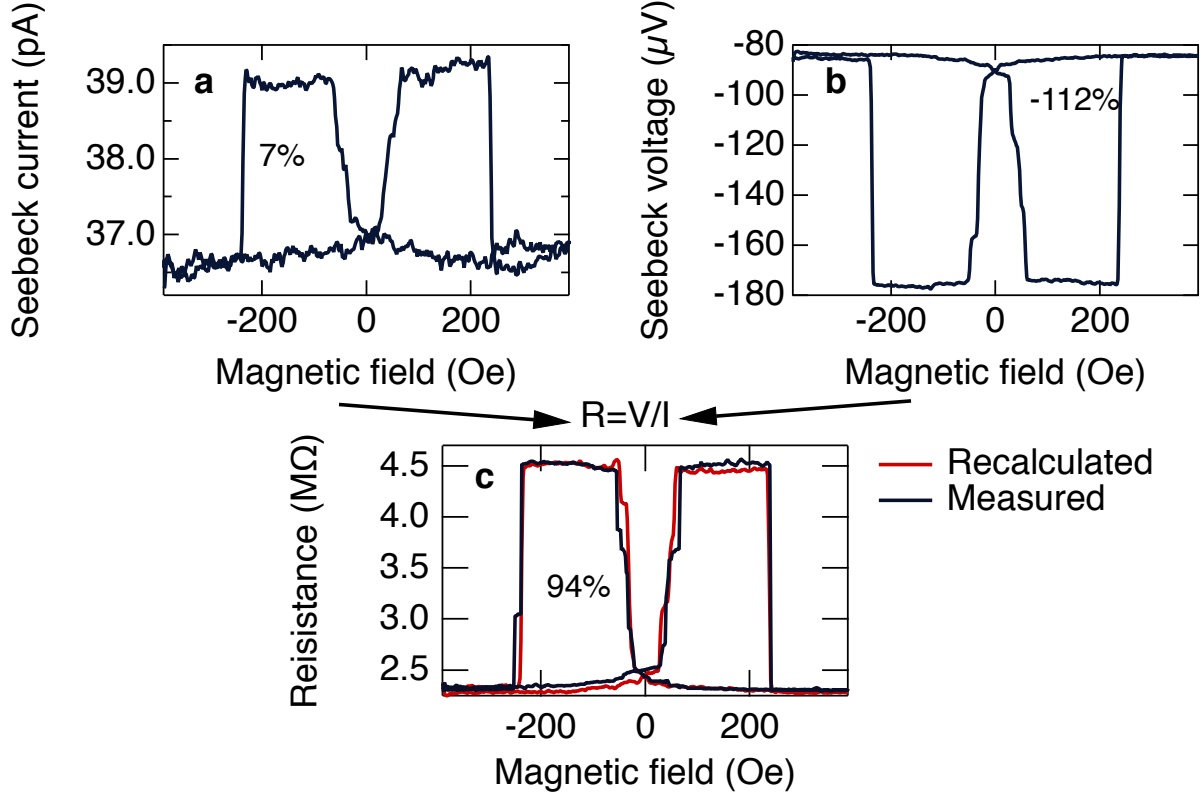 Seebeck current (pA)
a
39.0
38.0
37.0
7%
-200 0 200
Magnetic field (Oe)
Seebeck voltage (μV)
b
-80
-100
-120
-140
-160
-180
-112%
-200 0 200
Magnetic field (Oe)
R=V/I
Reisistance (MΩ)
c
4.5
4.0
3.5
3.0
2.5
94%
-200 0 200
Magnetic field (Oe)
Recalculated
Measured